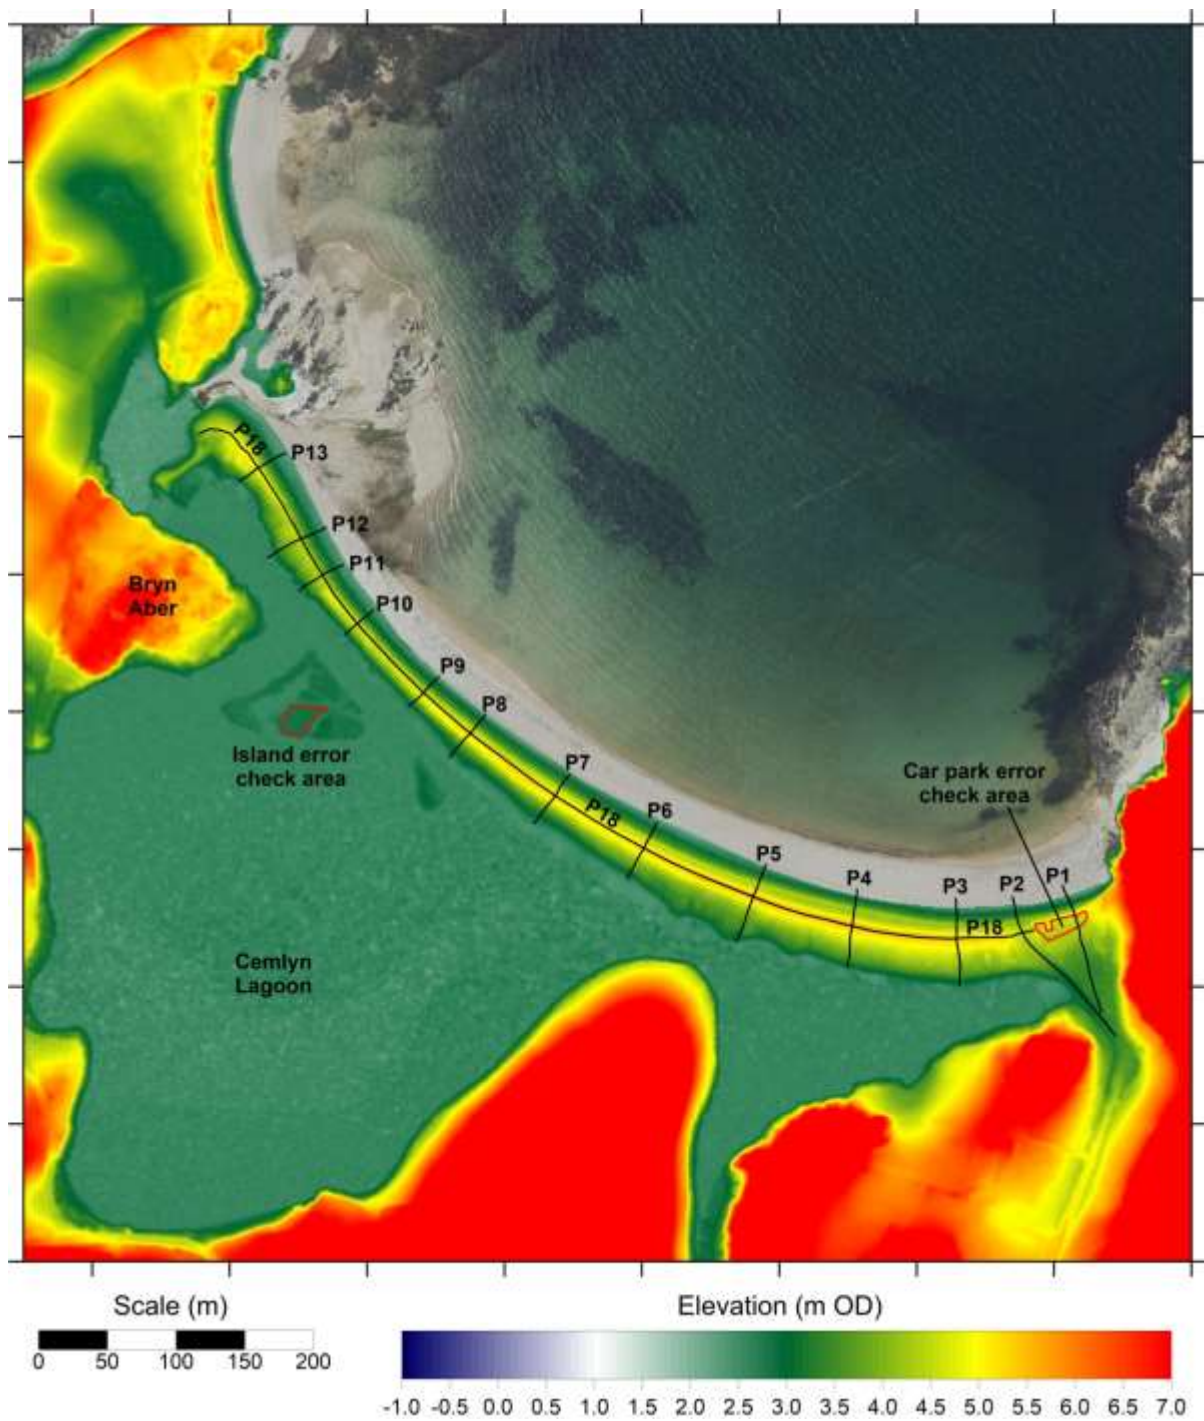 P18
P13
P12
P11
P10
Bryn
Aber
P9
P8
Island error
check area
P7
Car park error
check area
P18
P6
P5
P4
P3
P2
P1
P18
Cemlyn
Lagoon
Scale (m)
0 50 100 150 200
Elevation (m OD)
-1.0 -0.5 0.0 0.5 1.0 1.5 2.0 2.5 3.0 3.5 4.0 4.5 5.0 5.5 6.0 6.5 7.0